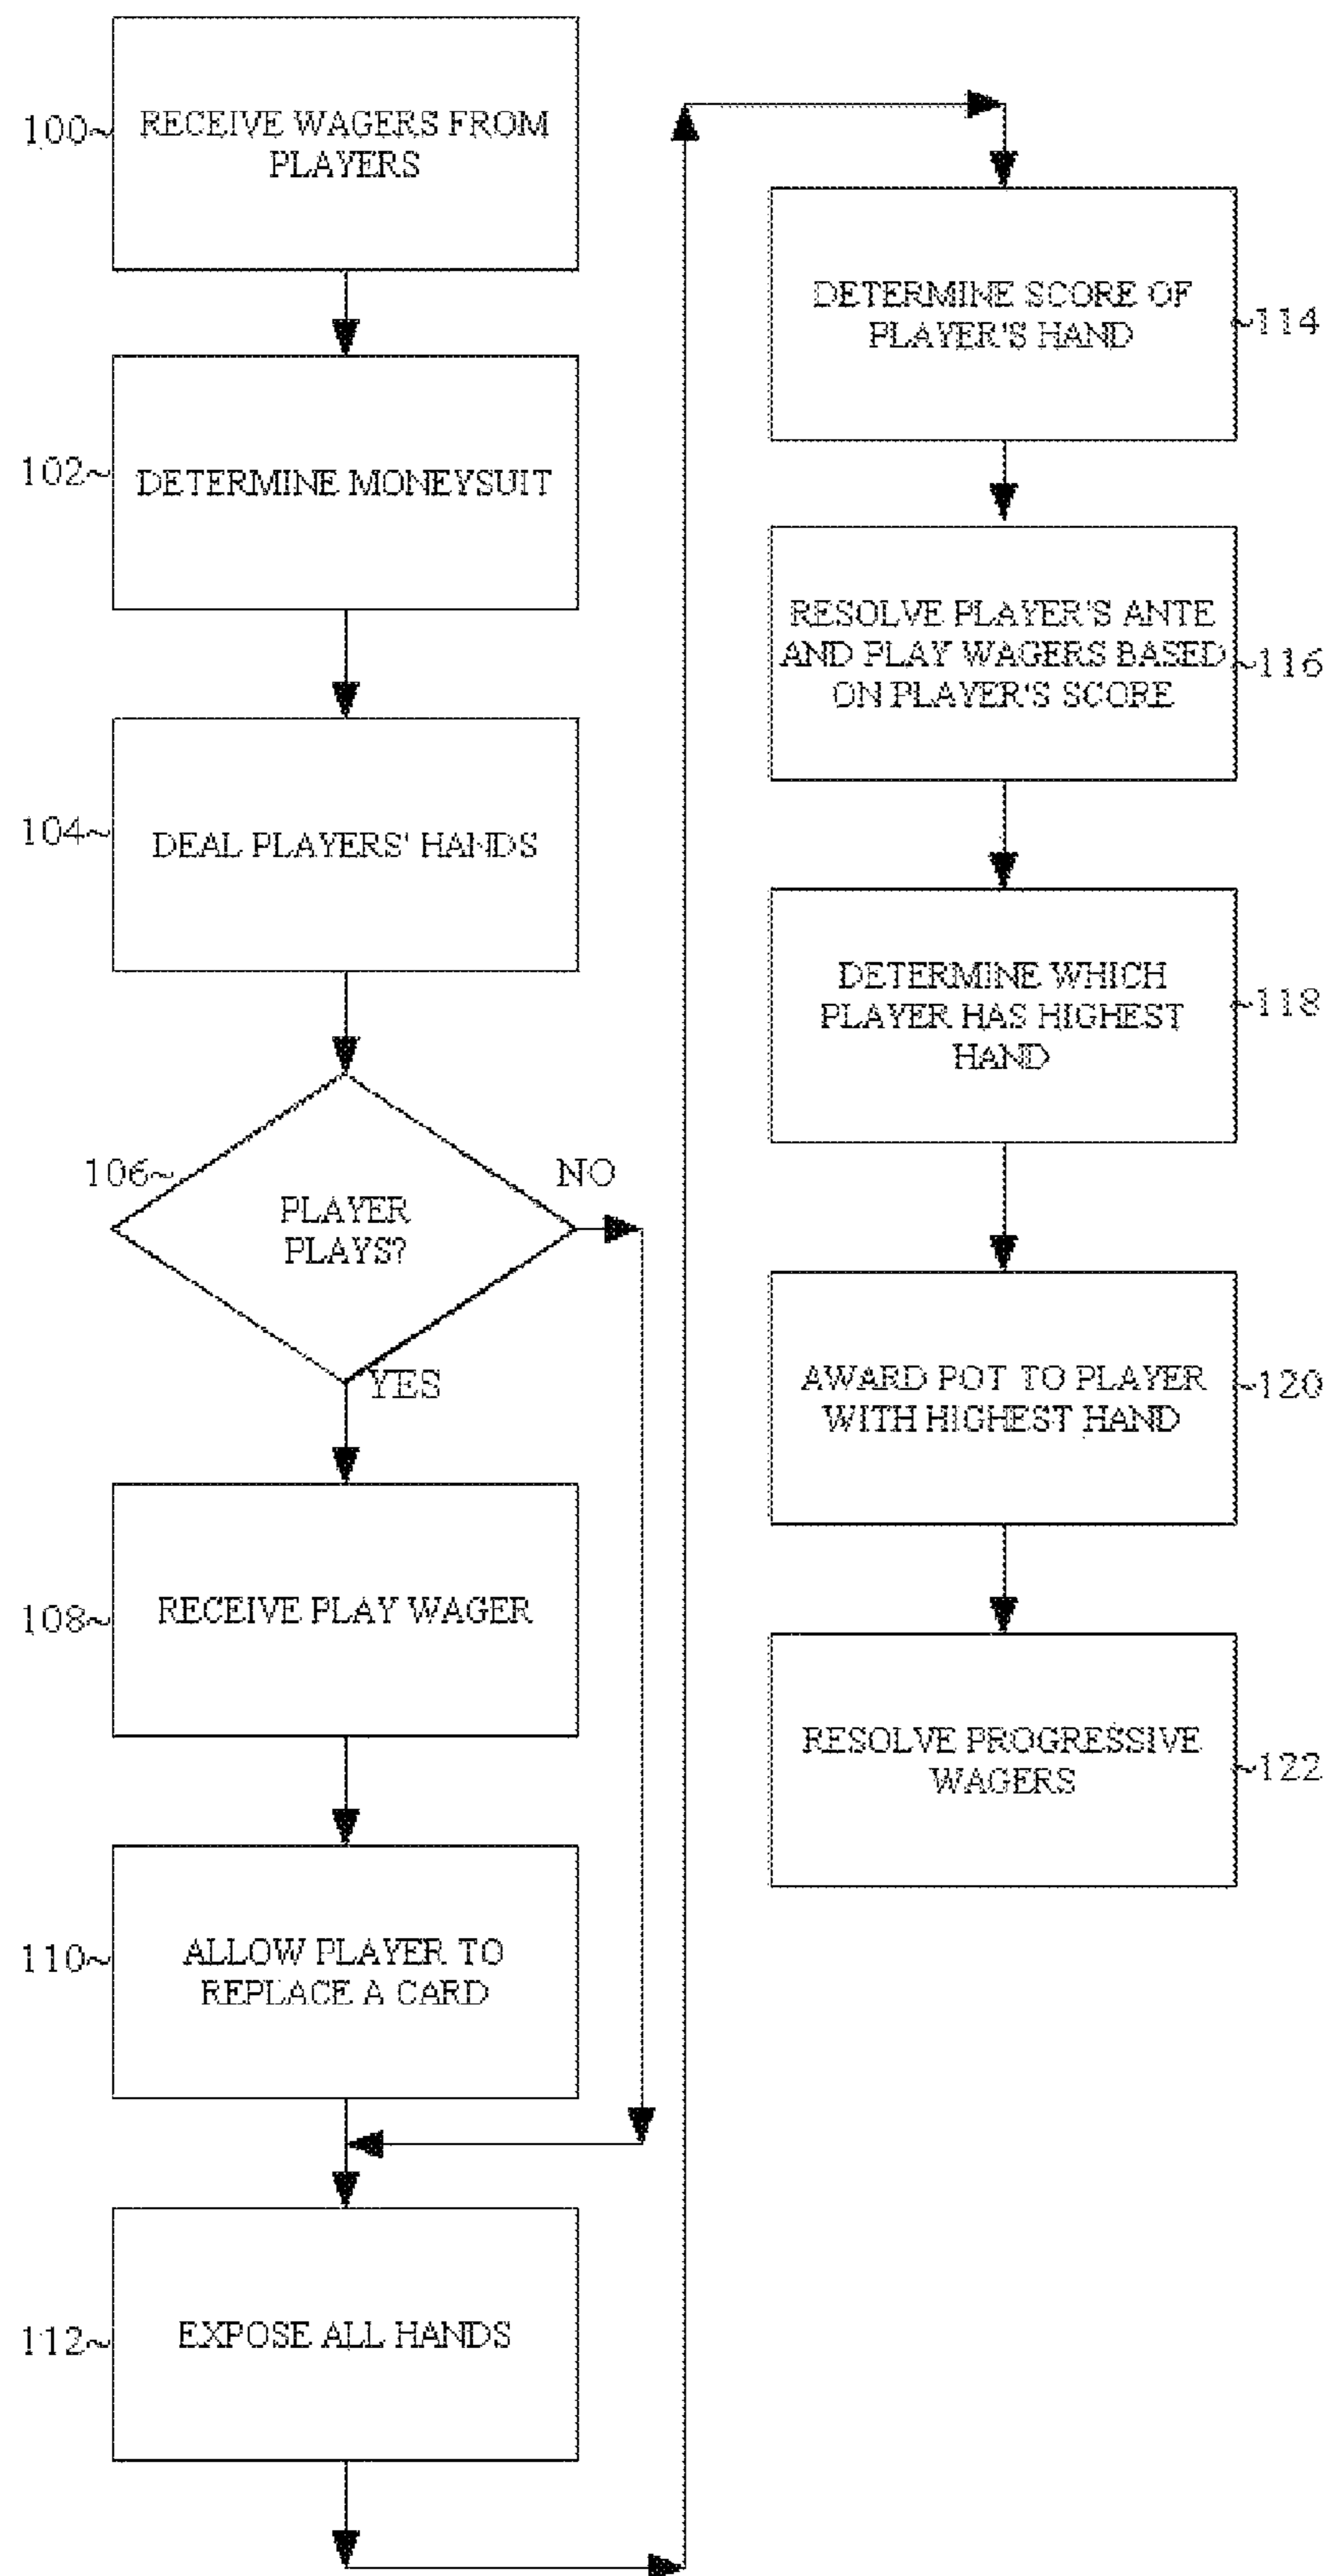 100~
RECEIVE WAGERS FROM
PLAYERS
102~
DETERMINE MONEYSUIT
104~
DEAL PLAYERS' HANDS
106~
PLAYER
PLAYS?
NO
YES
108~
RECEIVE PLAY WAGER
110~
ALLOW PLAYER TO
REPLACE A CARD
112~
EXPOSE ALL HANDS
DETERMINE SCORE OF
PLAYER'S HAND
~114
RESOLVE PLAYER'S ANTE
AND PLAY WAGERS BASED
ON PLAYER'S SCORE
~116
DETERMINE WHICH
PLAYER HAS HIGHEST
HAND
~118
AWARD POT TO PLAYER
WITH HIGHEST HAND
~120
RESOLVE PROGRESSIVE
WAGERS
~122